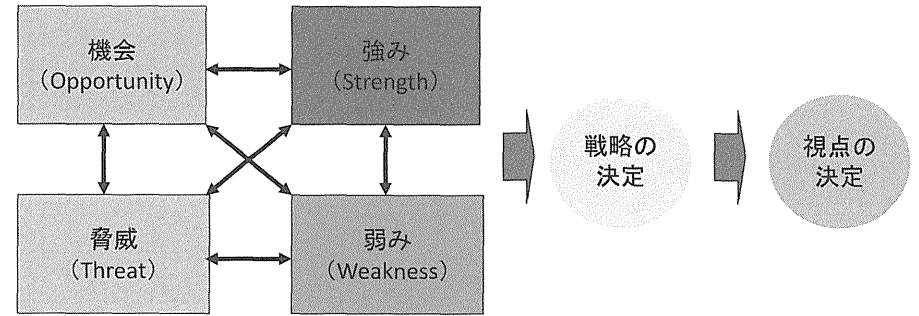 機会
（Opportunity）
強み
（Strength）
脅威
（Threat）
弱み
（Weakness）
戦略の
決定
視点の
決定